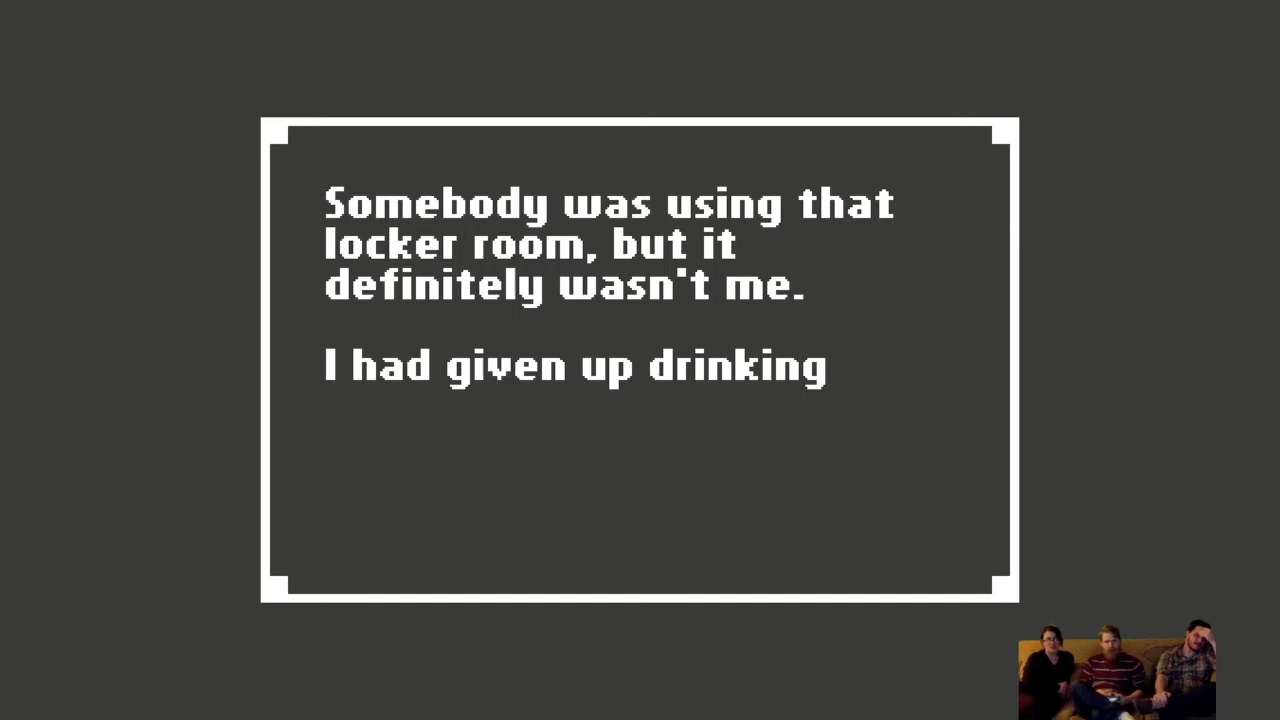 Somebody was using that
locker room, but it
definitely wasn't me.
I had given up drinking